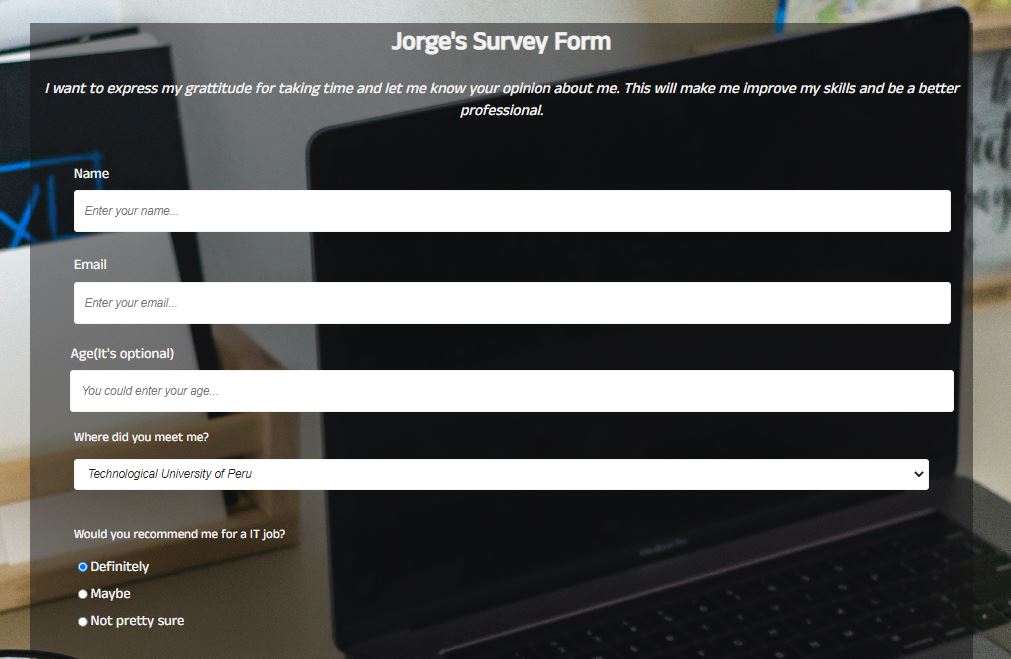 Jorge's Survey Form
I want to express my grattitude for taking time and let me know your opinion about me. This will make me improve my skills and be a better
professional.
Name
Enter your name...
Email
Enter your email...
Age(It's optional)
You could enter your age...
Where did you meet me?
Technological University of Peru
Would you recommend me for a IT job?
Definitely
Maybe
Not pretty sure